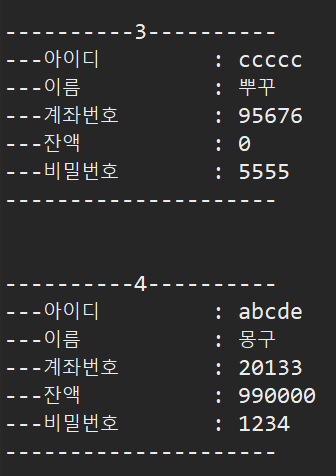 ----------3----------
---아이디         : ccccc
---이름          : 뿌꾸
---계좌번호        : 95676
---잔액          : 0
---비밀번호        : 5555
---------------------
----------4----------
---아이디         : abcde
---이름          : 몽구
---계좌번호        : 20133
---잔액          : 990000
---비밀번호        : 1234
---------------------